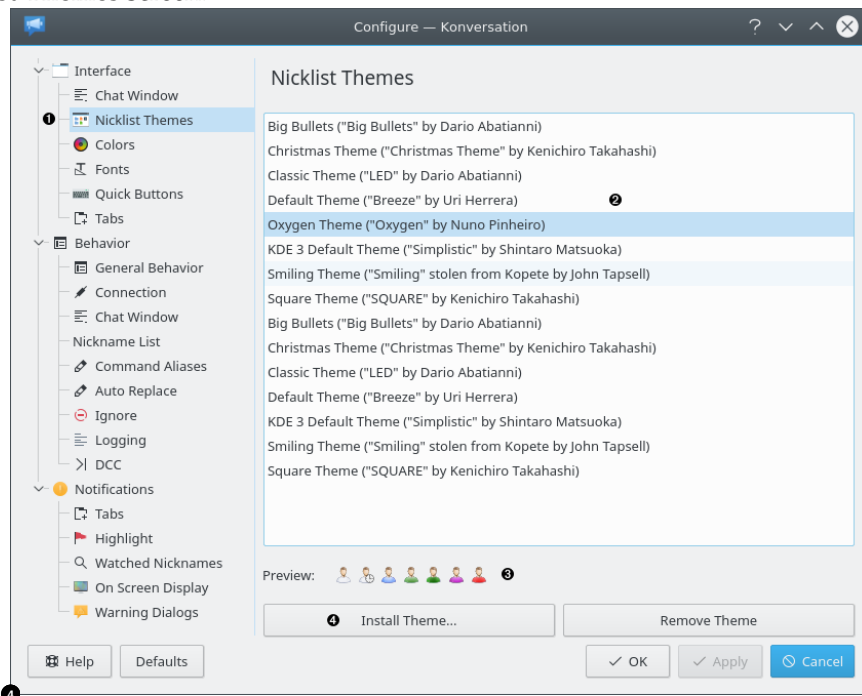 Configure — Konversation
Interface
Chat Window
❶ Nicklist Themes
Colors
Fonts
Quick Buttons
Tabs
Behavior
General Behavior
Connection
Chat Window
Nickname List
Command Aliases
Auto Replace
Ignore
Logging
DCC
Notifications
Tabs
Highlight
Watched Nicknames
On Screen Display
Warning Dialogs
Nicklist Themes
Big Bullets ("Big Bullets" by Dario Abatianni)
Christmas Theme ("Christmas Theme" by Kenichiro Takahashi)
Classic Theme ("LED" by Dario Abatianni)
Default Theme ("Breeze" by Uri Herrera) ❷
Oxygen Theme ("Oxygen" by Nuno Pinheiro)
KDE 3 Default Theme ("Simplistic" by Shintaro Matsuoka)
Smiling Theme ("Smiling" stolen from Kopete by John Tapsell)
Square Theme ("SQUARE" by Kenichiro Takahashi)
Big Bullets ("Big Bullets" by Dario Abatianni)
Christmas Theme ("Christmas Theme" by Kenichiro Takahashi)
Classic Theme ("LED" by Dario Abatianni)
Default Theme ("Breeze" by Uri Herrera)
KDE 3 Default Theme ("Simplistic" by Shintaro Matsuoka)
Smiling Theme ("Smiling" stolen from Kopete by John Tapsell)
Square Theme ("SQUARE" by Kenichiro Takahashi)
Preview: ❸
❹ Install Theme... Remove Theme
Help Defaults OK Apply Cancel
❹